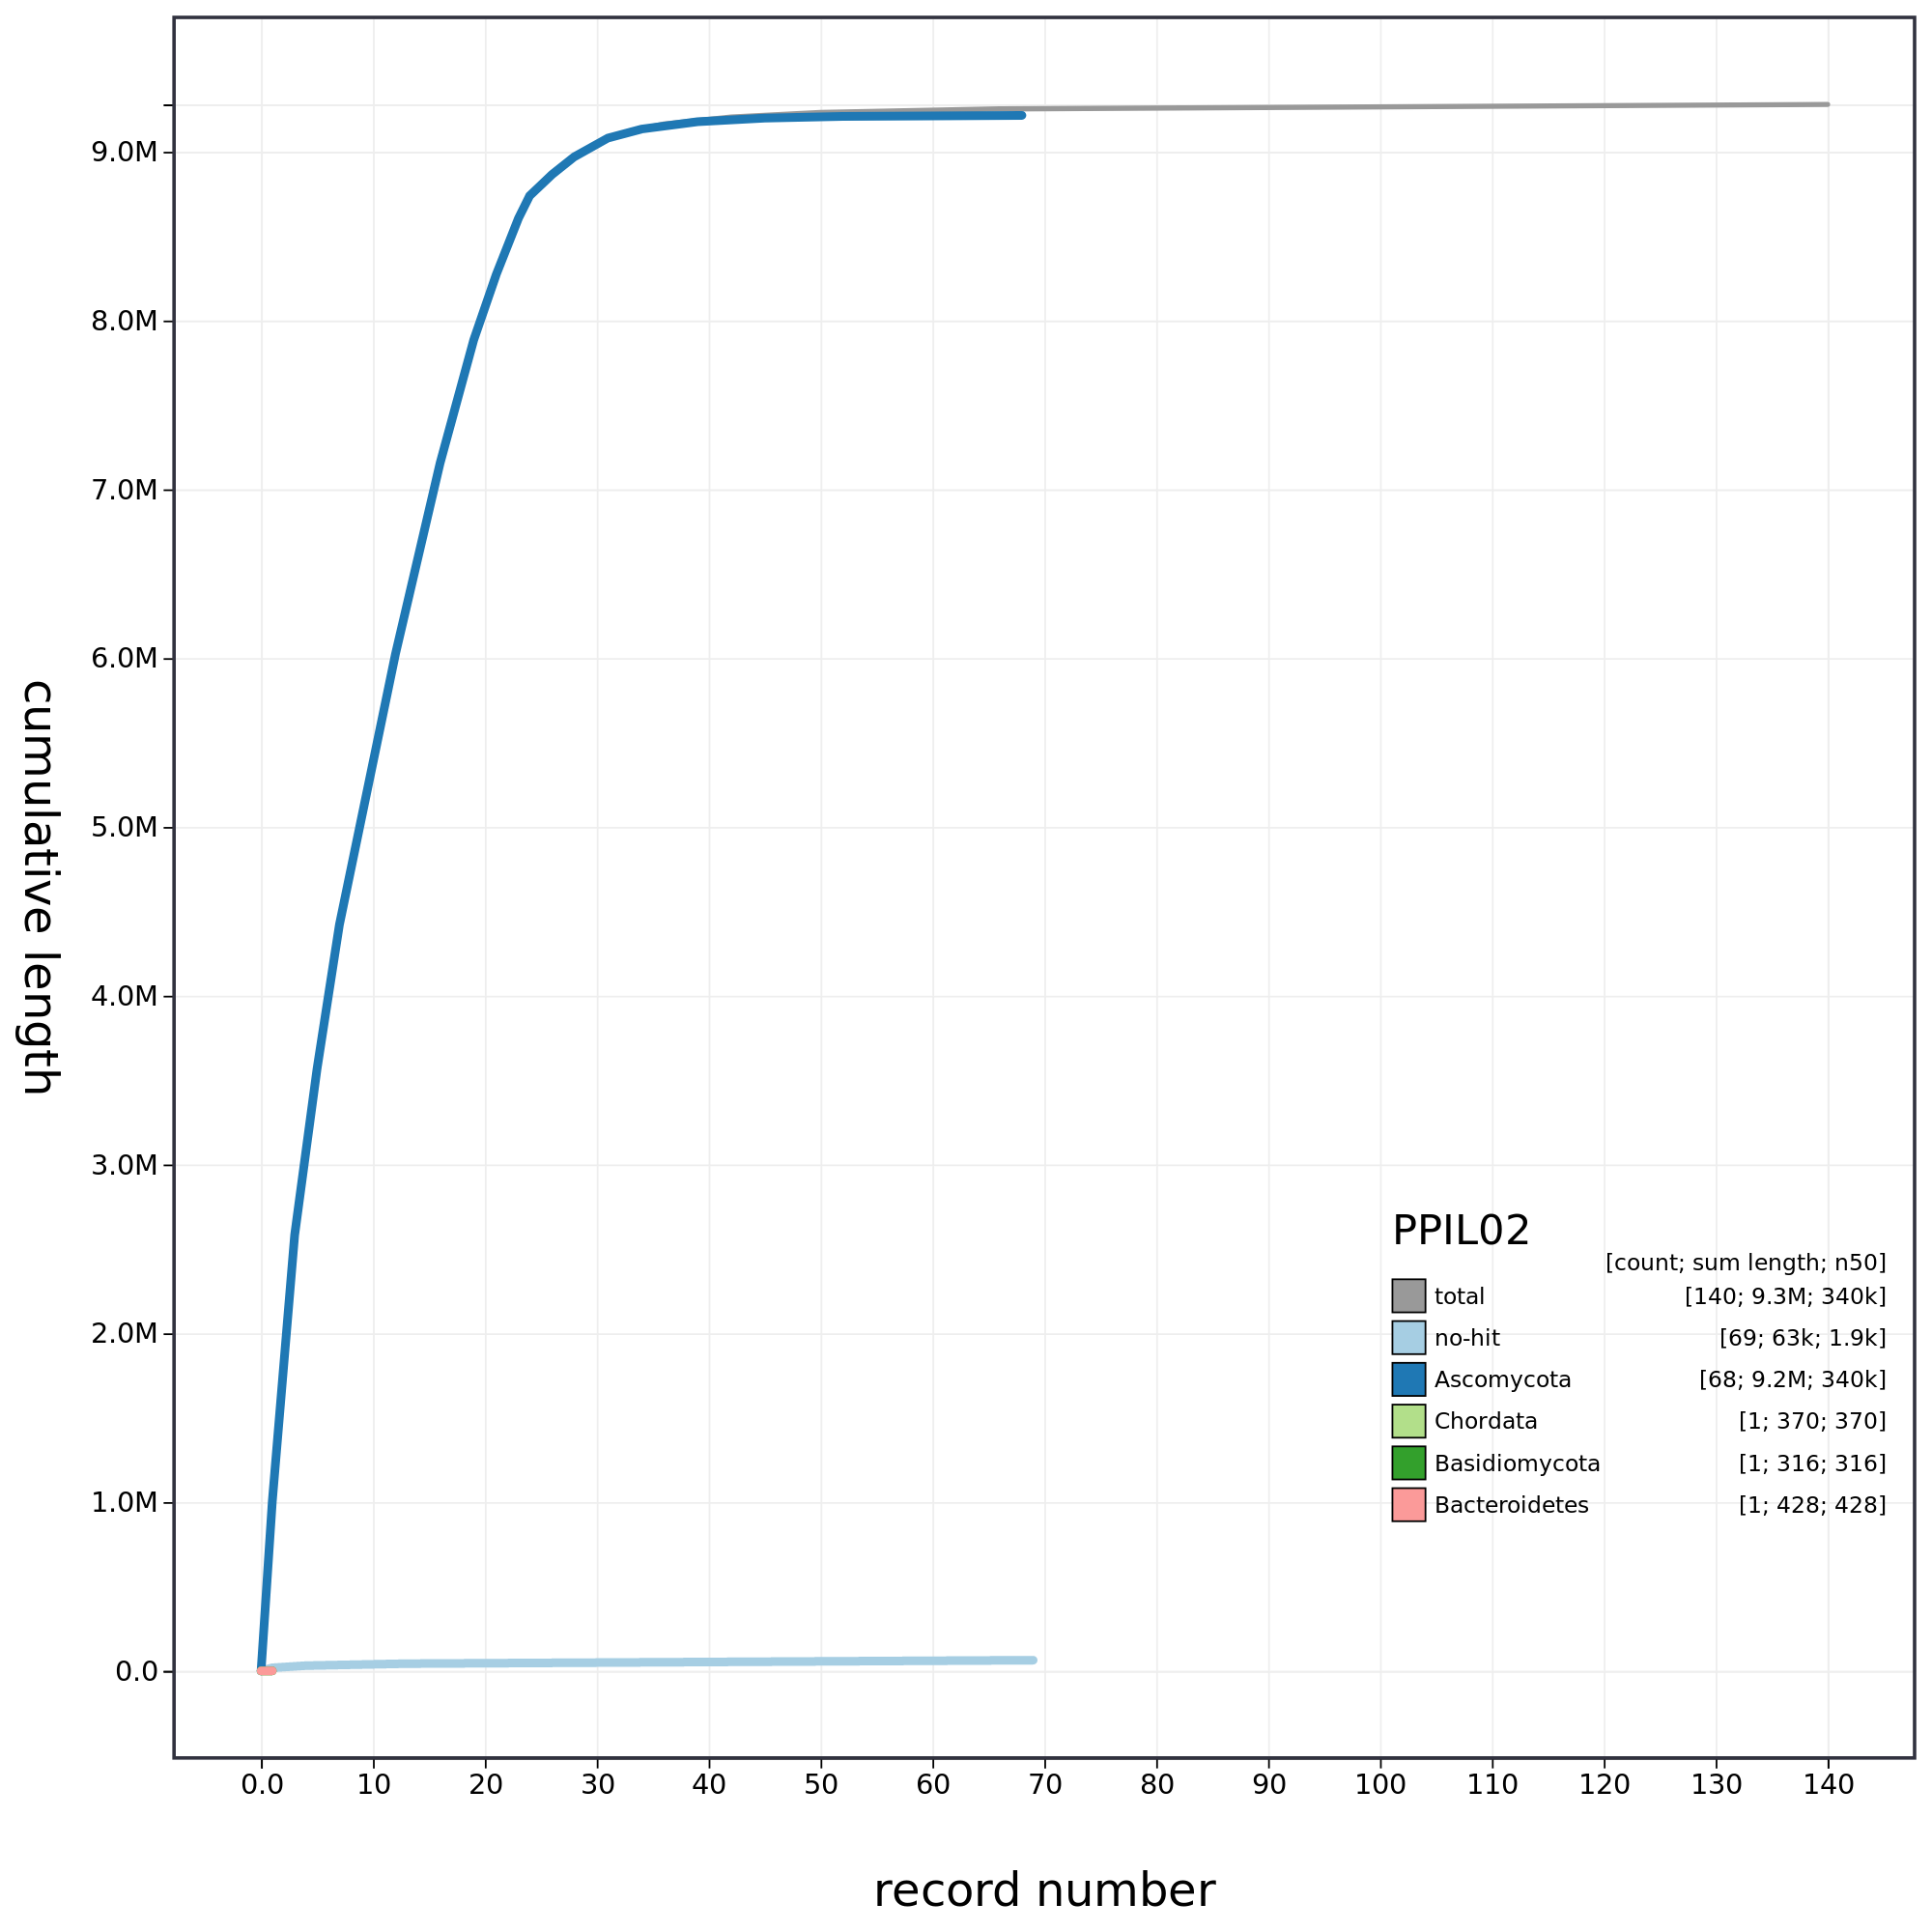 cumulative length
9.0M
8.0M
7.0M
6.0M
5.0M
4.0M
3.0M
2.0M
1.0M
0.0
PPIL02
[count; sum length; n50]
total [140; 9.3M; 340k]
no-hit [69; 63k; 1.9k]
Ascomycota [68; 9.2M; 340k]
Chordata [1; 370; 370]
Basidiomycota [1; 316; 316]
Bacteroidetes [1; 428; 428]
0.0 10 20 30 40 50 60 70 80 90 100 110 120 130 140
record number